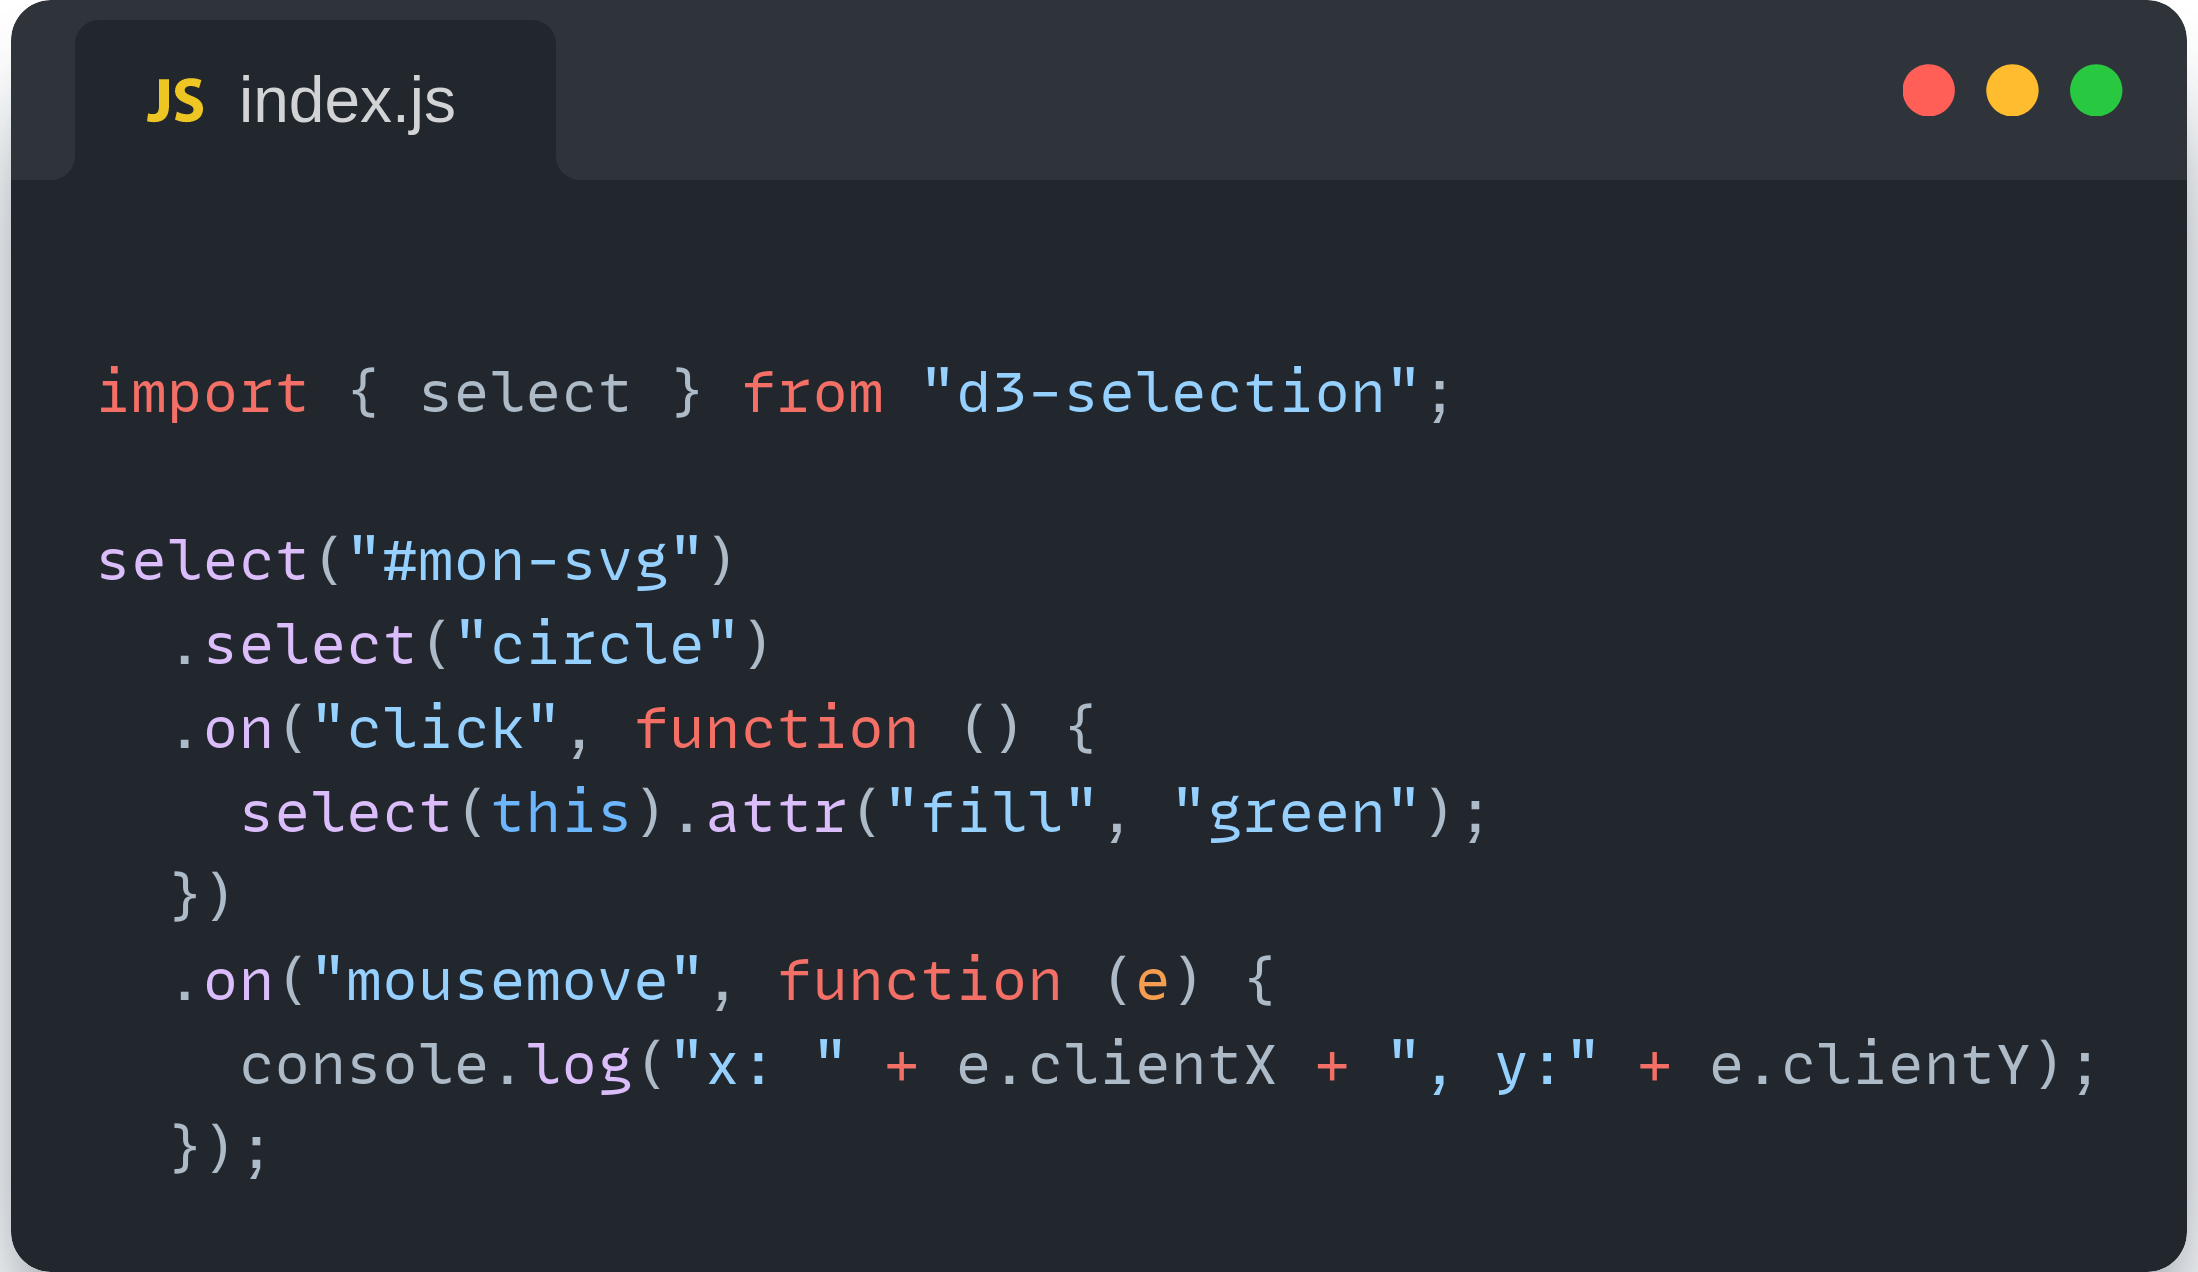 JS index.js
import { select } from "d3-selection";
select("#mon-svg")
  .select("circle")
  .on("click", function () {
    select(this).attr("fill", "green");
  })
  .on("mousemove", function (e) {
    console.log("x: " + e.clientX + ", y:" + e.clientY);
  });